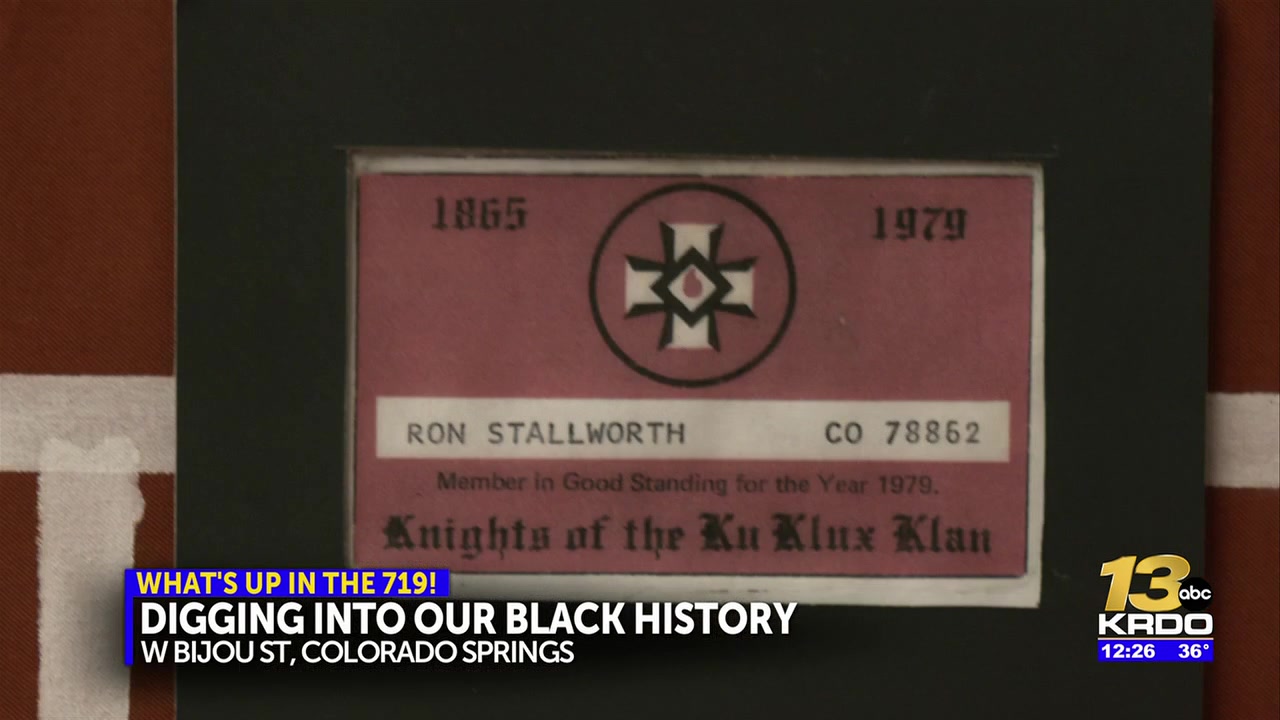 1865 1979
RON STALLWORTH CO 78862
Member in Good Standing for the Year 1979.
Knights of the Ku Klux Klan
WHAT'S UP IN THE 719!
DIGGING INTO OUR BLACK HISTORY
W BIJOU ST, COLORADO SPRINGS
13 abc
KRDO
12:26 36°